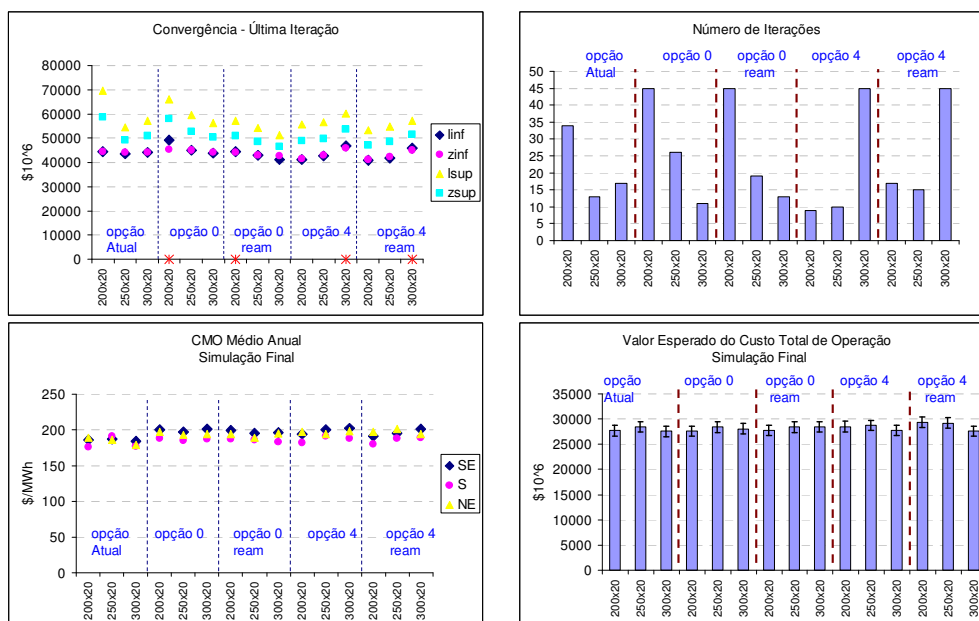 Convergência - Última Iteração
80000
70000
60000
50000
40000
30000
20000
10000
0
$10^6
opção
Atual
opção 0
opção 0
ream
opção 4
opção 4
ream
200x20
250x20
300x20
200x20
250x20
300x20
200x20
250x20
300x20
200x20
250x20
300x20
200x20
250x20
300x20
linf
zinf
lsup
zsup
Número de Iterações
opção
Atual
opção 0
opção 0
ream
opção 4
opção 4
ream
50
45
40
35
30
25
20
15
10
5
0
200x20
250x20
300x20
200x20
250x20
300x20
200x20
250x20
300x20
200x20
250x20
300x20
200x20
250x20
300x20
CMO Médio Anual
Simulação Final
250
200
150
100
50
0
$/MWh
opção
Atual
opção 0
opção 0
ream
opção 4
opção 4
ream
200x20
250x20
300x20
200x20
250x20
300x20
200x20
250x20
300x20
200x20
250x20
300x20
200x20
250x20
300x20
SE
S
NE
Valor Esperado do Custo Total de Operação
Simulação Final
opção
Atual
opção 0
opção 0
ream
opção 4
opção 4
ream
35000
30000
25000
20000
15000
10000
5000
0
$10^6
200x20
250x20
300x20
200x20
250x20
300x20
200x20
250x20
300x20
200x20
250x20
300x20
200x20
250x20
300x20